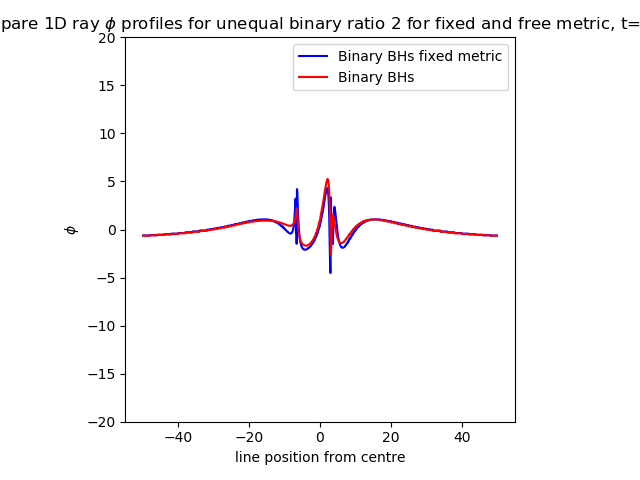 pare 1D ray ϕ profiles for unequal binary ratio 2 for fixed and free metric, t=
20
15
10
5
0
−5
−10
−15
−20
ϕ
Binary BHs fixed metric
Binary BHs
−40 −20 0 20 40
line position from centre